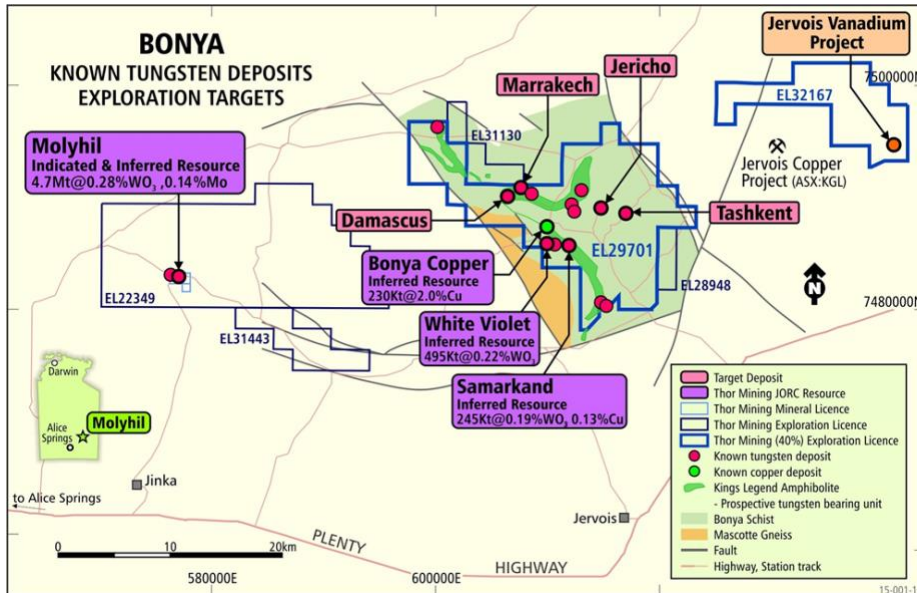 BONYA
KNOWN TUNGSTEN DEPOSITS
EXPLORATION TARGETS
Jervois Vanadium
Project
7500000N
EL32167
Jervois Copper
Project (ASX:KGL)
Marrakech
Jericho
Molyhil
Indicated & Inferred Resource
4.7Mt@0.28%WO₃ ,0.14%Mo
EL31130
Damascus
Tashkent
EL29701
Bonya Copper
Inferred Resource
230Kt@2.0%Cu
EL28948
N
7480000N
EL22349
EL31443
White Violet
Inferred Resource
495Kt@0.22%WO₃
Samarkand
Inferred Resource
245Kt@0.19%WO₃ 0.13%Cu
Darwin
Alice
Springs
Molyhil
Jinka
to Alice Springs
Jervois
PLENTY
HIGHWAY
0 10 20km
580000E
600000E
Target Deposit
Thor Mining JORC Resource
Thor Mining Mineral Licence
Thor Mining Exploration Licence
Thor Mining (40%) Exploration Licence
Known tungsten deposit
Known copper deposit
Kings Legend Amphibolite
- Prospective tungsten bearing unit
Bonya Schist
Mascotte Gneiss
Fault
Highway, Station track